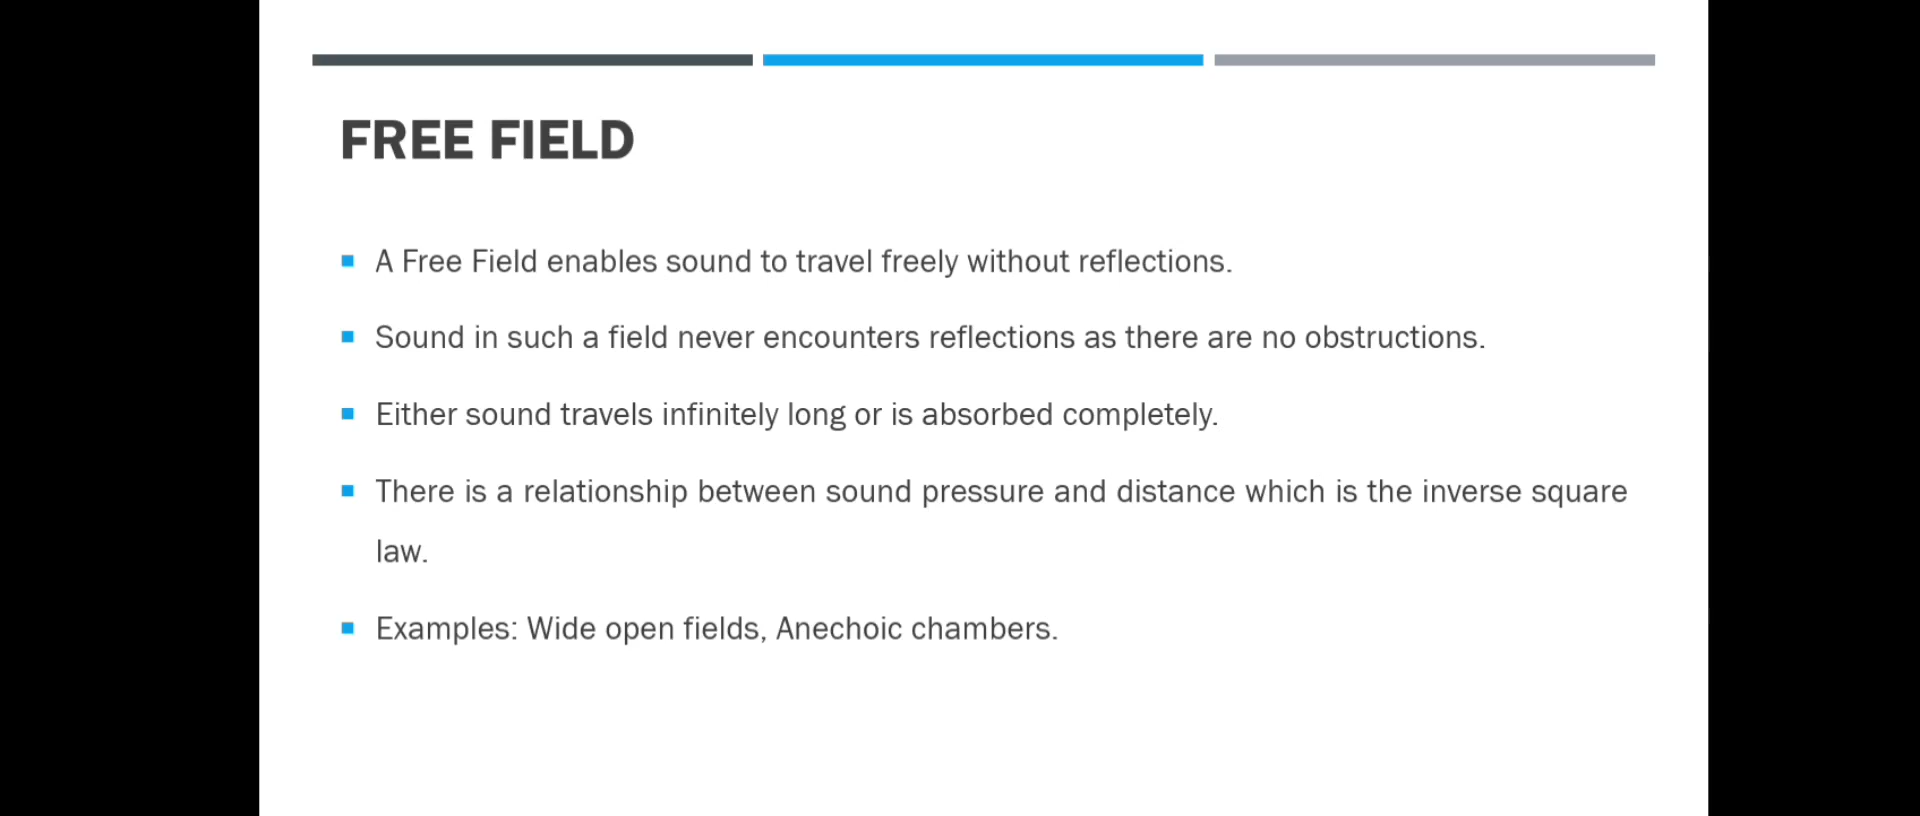 FREE FIELD
A Free Field enables sound to travel freely without reflections.
Sound in such a field never encounters reflections as there are no obstructions.
Either sound travels infinitely long or is absorbed completely.
There is a relationship between sound pressure and distance which is the inverse square
law.
Examples: Wide open fields, Anechoic chambers.